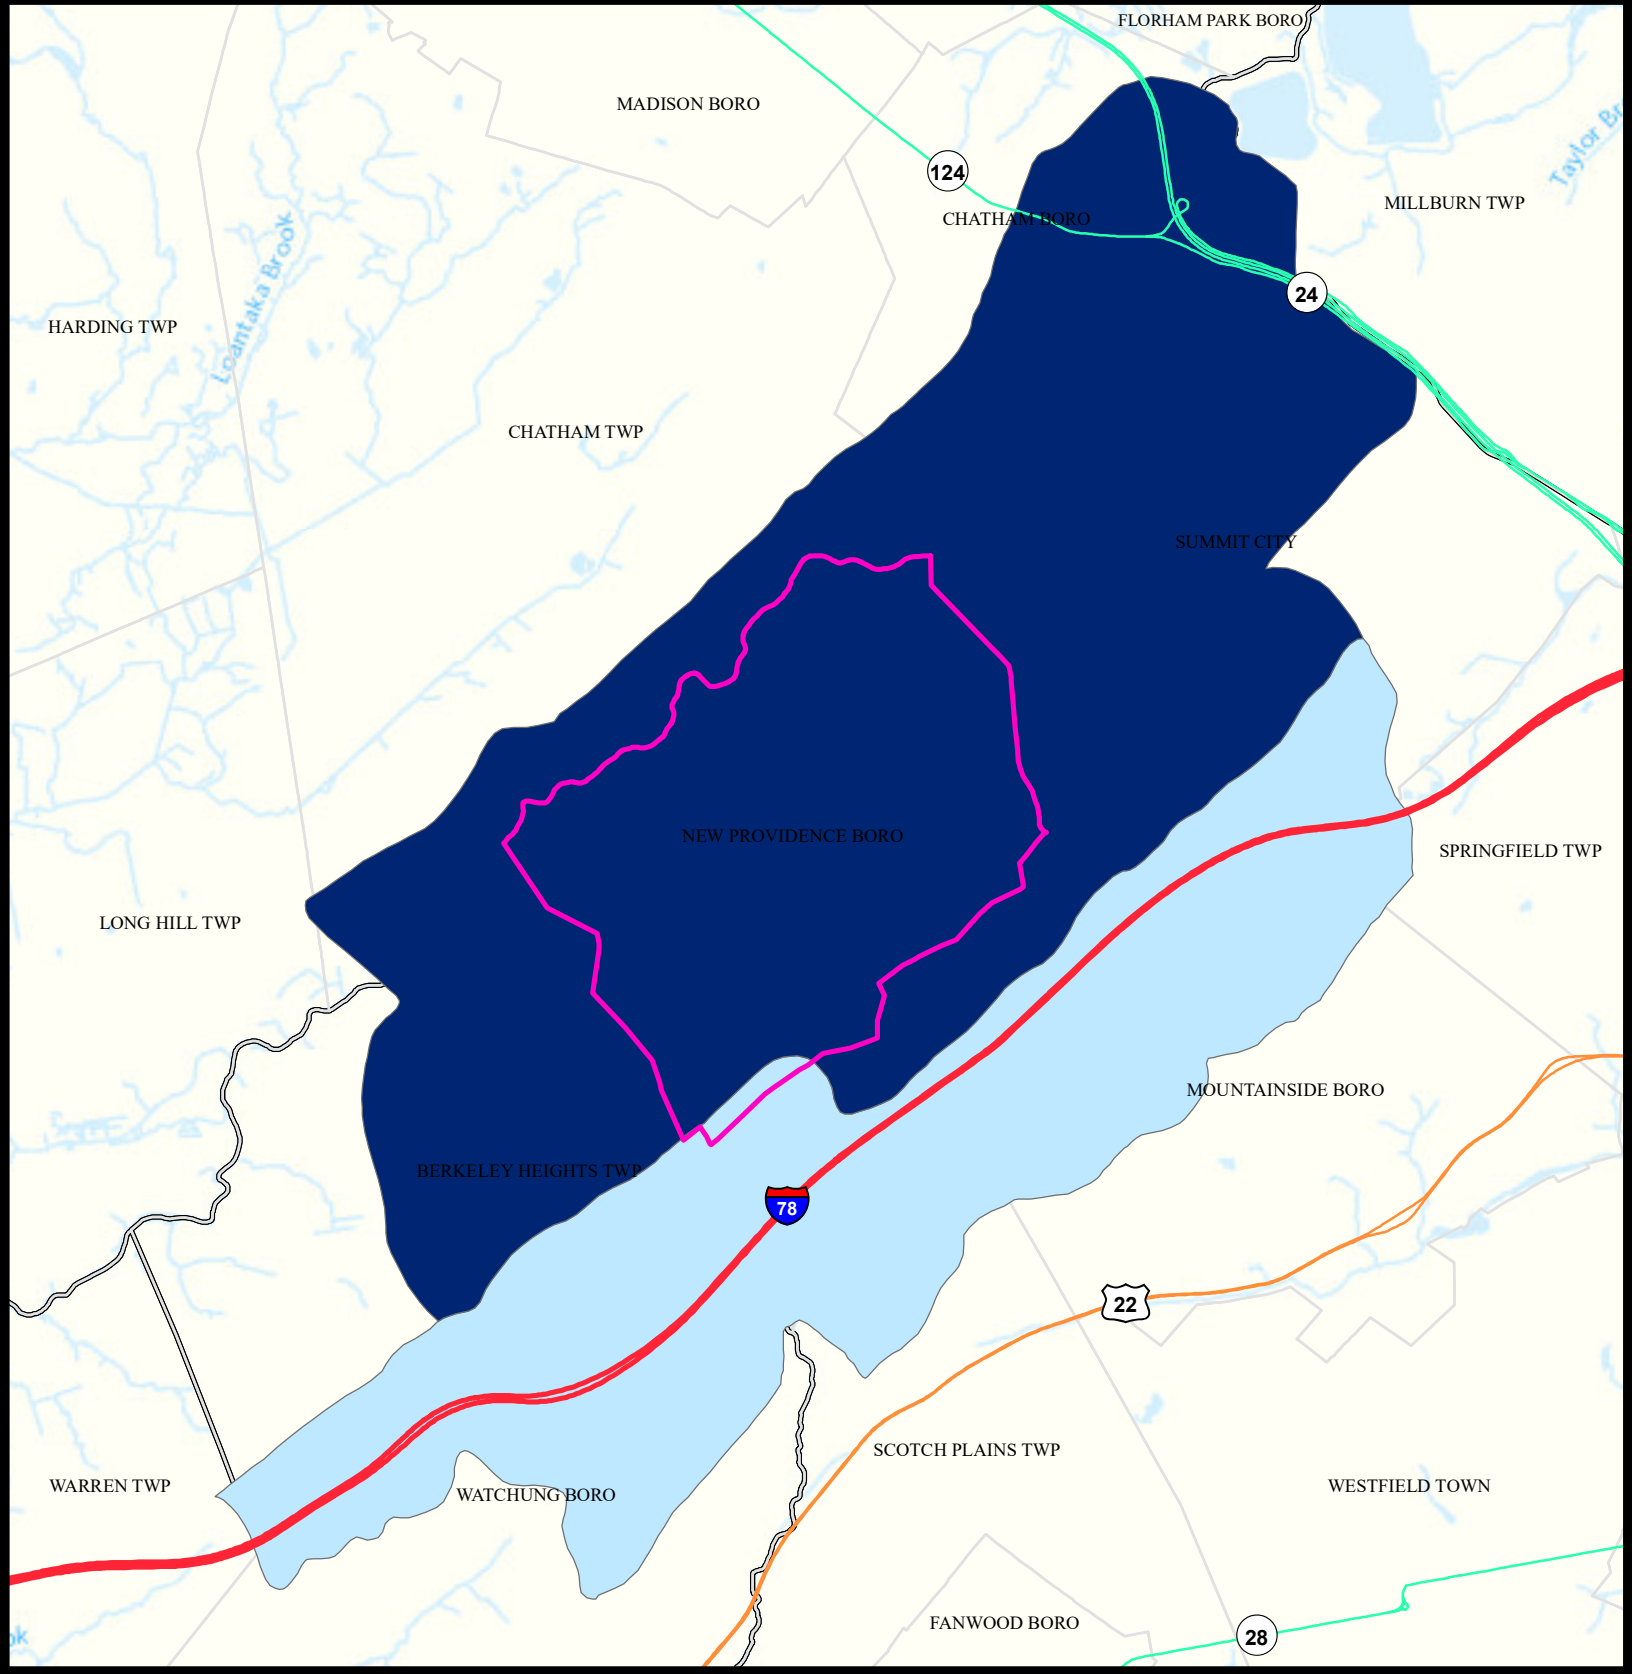 FLORHAM PARK BORO
MADISON BORO
Taylor Br
124
MILLBURN TWP
CHATHAM BORO
Loantaka Brook
24
HARDING TWP
CHATHAM TWP
SUMMIT CITY
NEW PROVIDENCE BORO
SPRINGFIELD TWP
LONG HILL TWP
MOUNTAINSIDE BORO
BERKELEY HEIGHTS TWP
78
22
SCOTCH PLAINS TWP
WARREN TWP
WESTFIELD TOWN
WATCHUNG BORO
FANWOOD BORO
28
ok